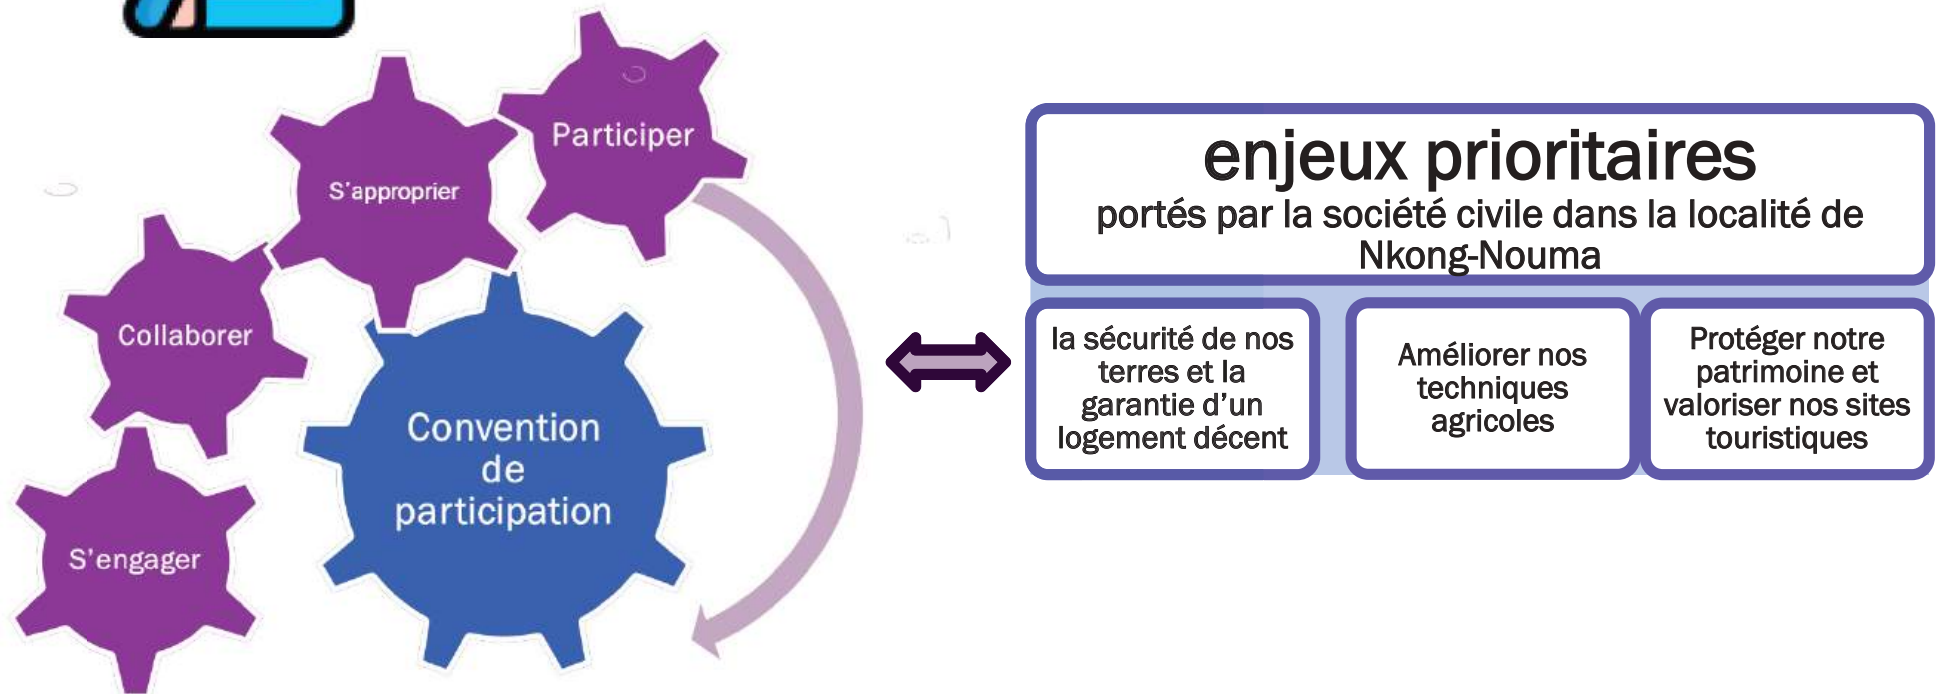 Participer
S'approprier
Collaborer
S'engager
Convention
de
participation
enjeux prioritaires
portés par la société civile dans la localité de
Nkong-Nouma
la sécurité de nos
terres et la
garantie d'un
logement décent
Améliorer nos
techniques
agricoles
Protéger notre
patrimoine et
valoriser nos sites
touristiques